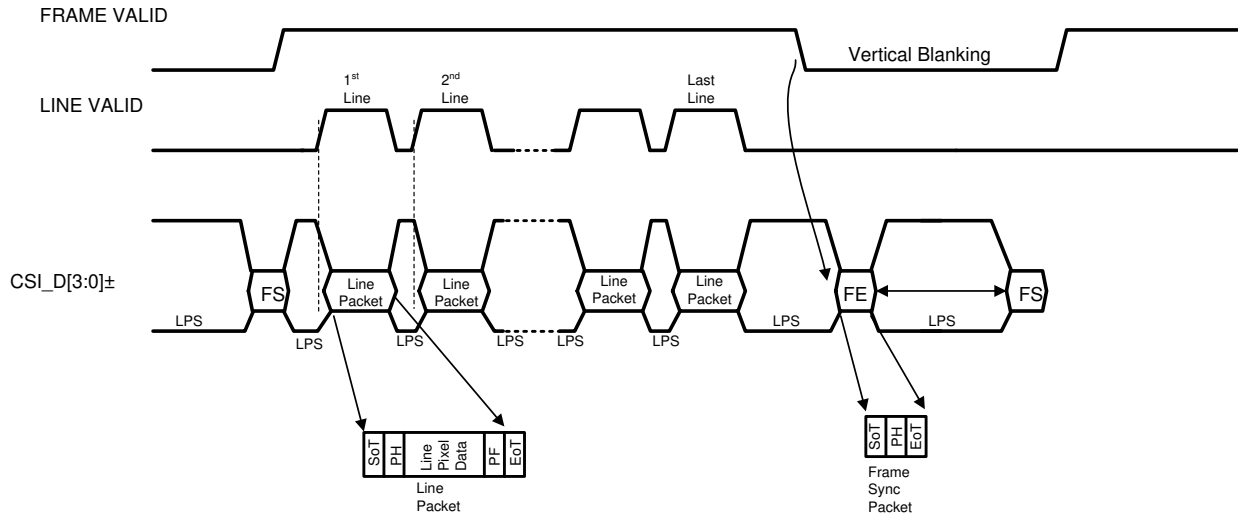 FRAME VALID
Vertical Blanking
1st
Line
2nd
Line
Last
Line
LINE VALID
CSI_D[3:0]±
FS
Line
Packet
Line
Packet
Line
Packet
Line
Packet
FE
FS
LPS
LPS
LPS
LPS
LPS
LPS
LPS
LPS
SoT
PH
Line
Pixel
Data
PF
EoT
Line
Packet
SoT
PH
EoT
Frame
Sync
Packet